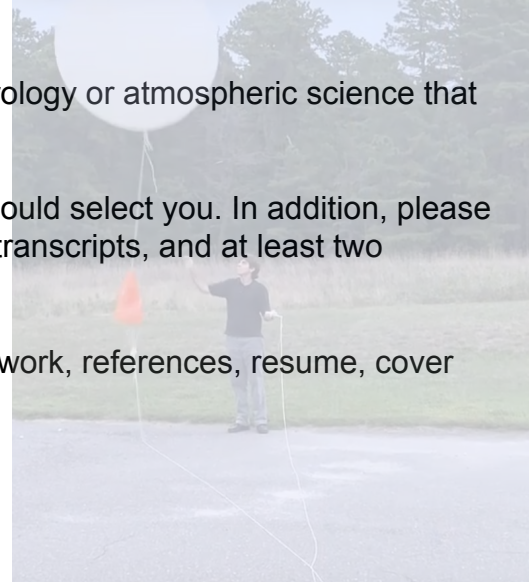 ology or atmospheric science that
ould select you. In addition, please
transcripts, and at least two
work, references, resume, cover